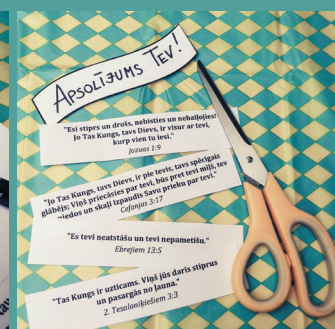 APSOLĪJUMS TEV!
"Esi stiprs un drošs, nebīsties un nebaiļojies!
Jo Tas Kungs, tavs Dievs, ir visur ar tevi,
kurp vien tu iesi."
Jozuas 1:9
"Jo Tas Kungs, tavs Dievs, ir pie tevis, tavs spēcīgais
glābējs; Viņš priecāsies par tevi, būs pret tevi mīļš, tev
piedos un skaļi izpaudīs Savu prieku par tevi."
Cefanjas 3:17
"Es tevi neatstāšu un tevi nepametīšu."
Ebrejiem 13:5
"Tas Kungs ir uzticams. Viņš jūs darīs stiprus
un pasargās no ļauna."
2. Tesaloniķiešiem 3:3